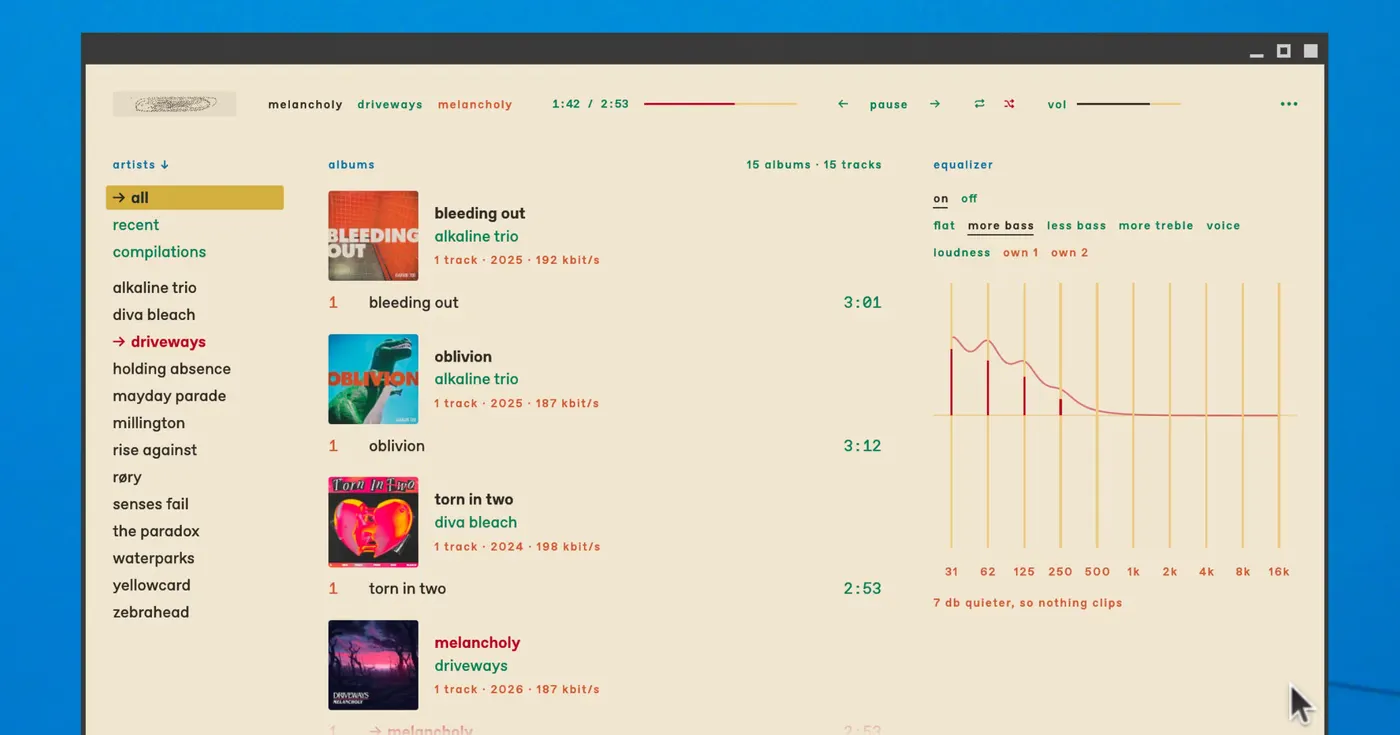 melancholy driveways melancholy 1:42 / 2:53 ← pause → vol •••
artists ↓
→ all
recent
compilations
alkaline trio
diva bleach
→ driveways
holding absence
mayday parade
millington
rise against
røry
senses fail
the paradox
waterparks
yellowcard
zebrahead
albums 15 albums · 15 tracks
BLEEDING
OUT
bleeding out
alkaline trio
1 track · 2025 · 192 kbit/s
1 bleeding out 3:01
OBLIVION
oblivion
alkaline trio
1 track · 2025 · 187 kbit/s
1 oblivion 3:12
Torn In Two
torn in two
diva bleach
1 track · 2024 · 198 kbit/s
1 torn in two 2:53
DRIVEWAYS
MELANCHOLY
melancholy
driveways
1 track · 2026 · 187 kbit/s
1 → melancholy 2:53
equalizer
on off
flat more bass less bass more treble voice
loudness own 1 own 2
31 62 125 250 500 1k 2k 4k 8k 16k
7 db quieter, so nothing clips